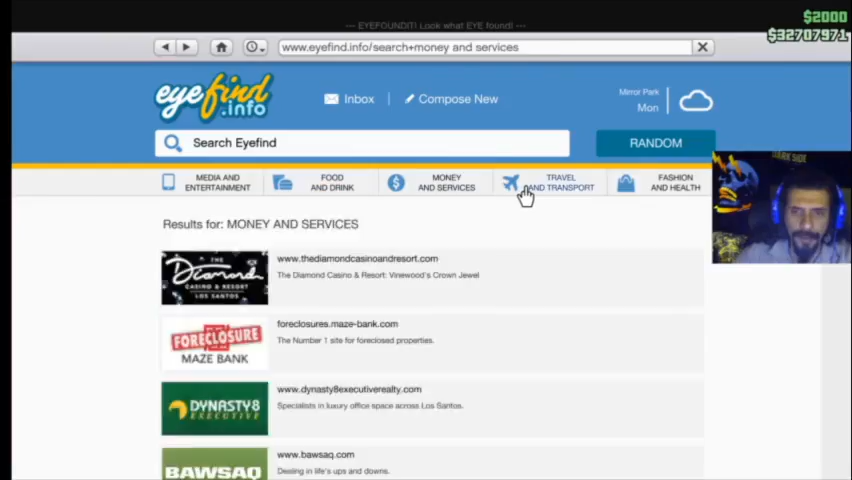 --- EYEFOUNDIT! Look what EYE found! ---
$2000
$32707971
www.eyefind.info/search+money and services
eyefind
.info
Inbox
Compose New
Mirror Park
Mon
Search Eyefind
RANDOM
MEDIA AND
ENTERTAINMENT
FOOD
AND DRINK
MONEY
AND SERVICES
TRAVEL
AND TRANSPORT
FASHION
AND HEALTH
DARK SIDE
Results for: MONEY AND SERVICES
THE
Diamond
CASINO & RESORT
LOS SANTOS
www.thediamondcasinoandresort.com
The Diamond Casino & Resort: Vinewood's Crown Jewel
FORECLOSURE
MAZE BANK
foreclosures.maze-bank.com
The Number 1 site for foreclosed properties.
DYNASTY8
EXECUTIVE
www.dynasty8executiverealty.com
Specialists in luxury office space across Los Santos.
BAWSAQ
www.bawsaq.com
Dealing in life's ups and downs.